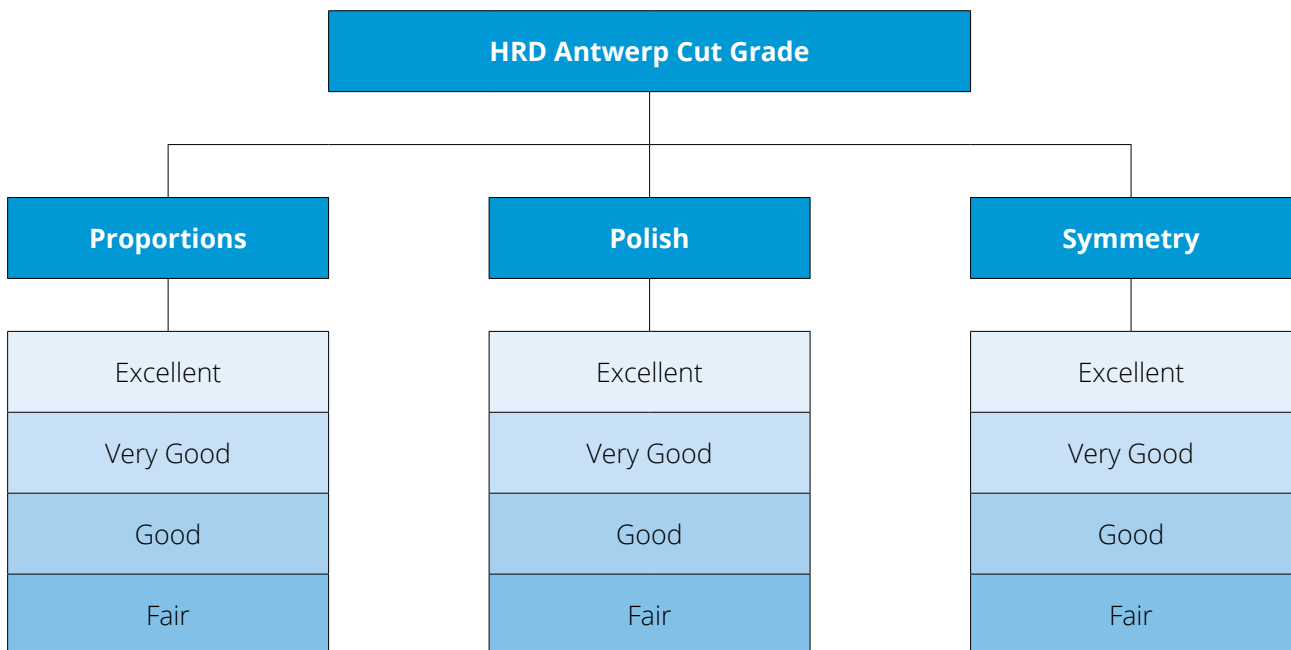 HRD Antwerp Cut Grade
Proportions
Polish
Symmetry
Excellent
Excellent
Excellent
Very Good
Very Good
Very Good
Good
Good
Good
Fair
Fair
Fair